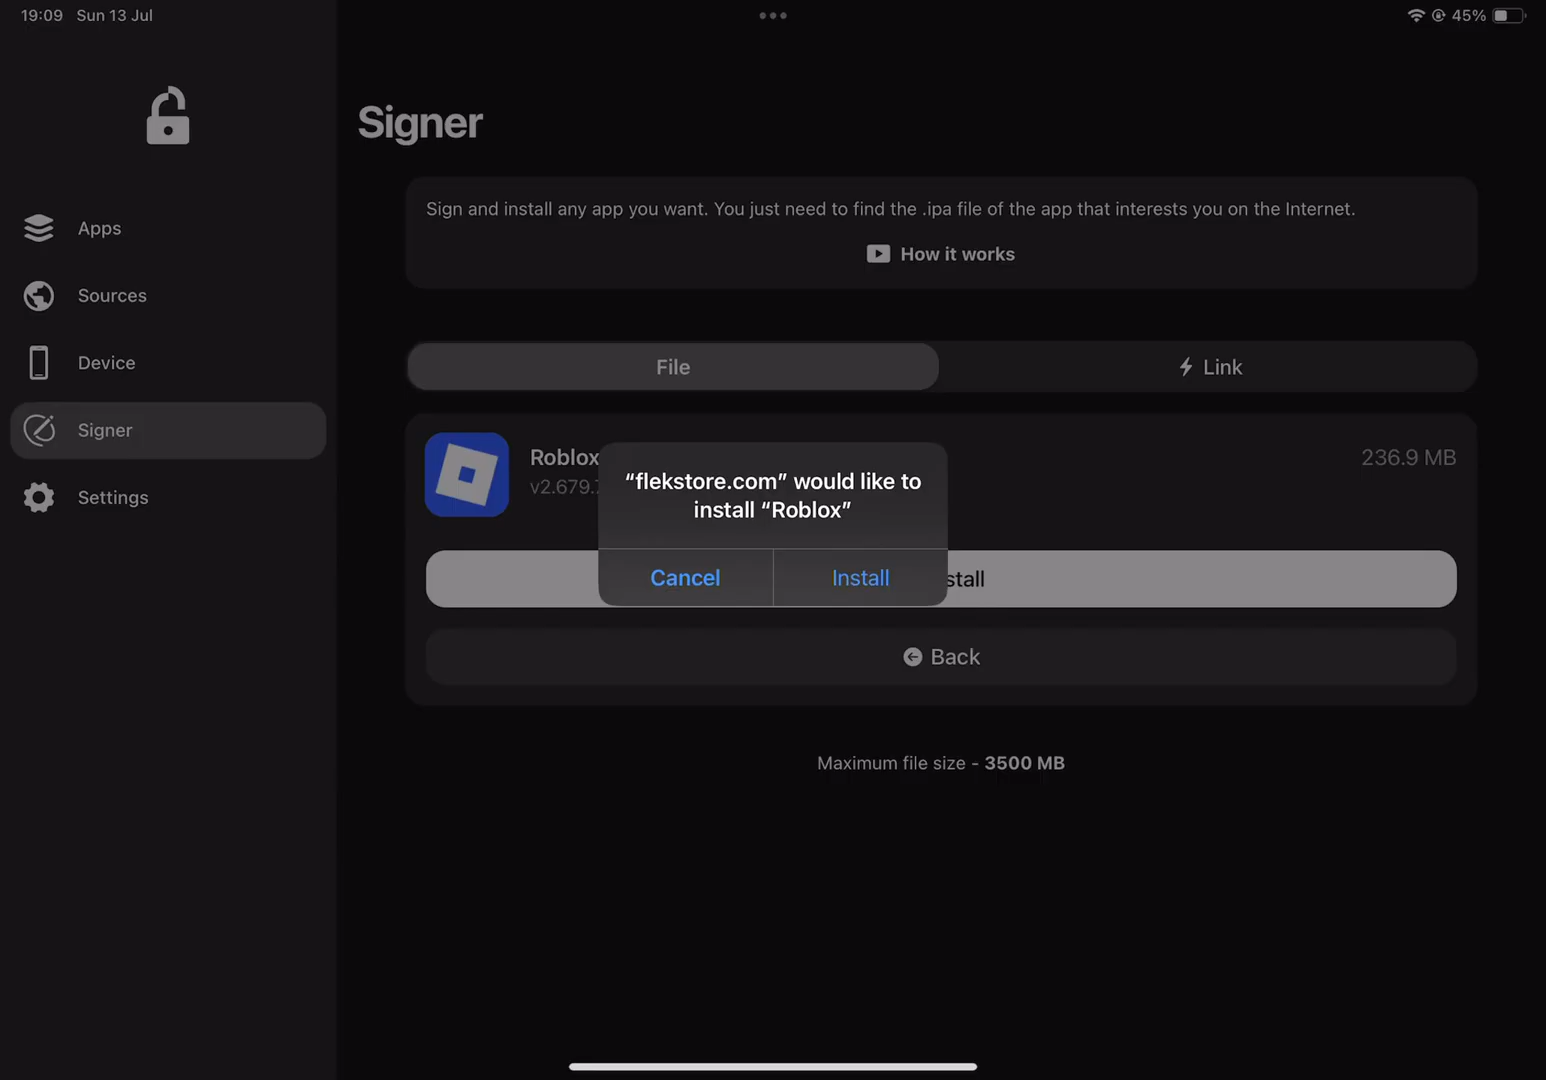 19:09 Sun 13 Jul
45%
Signer
Apps
Sources
Device
Signer
Settings
Sign and install any app you want. You just need to find the .ipa file of the app that interests you on the Internet.
How it works
File
Link
Roblox
236.9 MB
v2.679.
"flekstore.com" would like to
install "Roblox"
Cancel
Install
stall
Back
Maximum file size - 3500 MB